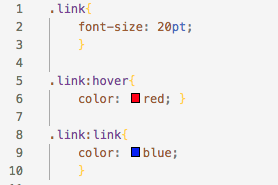 1 .link{
2 font-size: 20pt;
3 }
4
5 .link:hover{
6 color: red; }
7
8 .link:link{
9 color: blue;
10 }